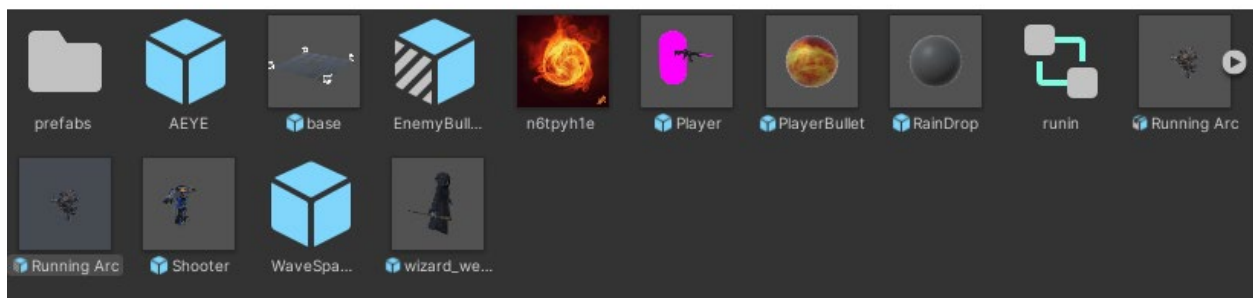 prefabs AEYE base EnemyBull... n6tpyh1e Player PlayerBullet RainDrop runin Running Arc
Running Arc Shooter WaveSpa... wizard_we...